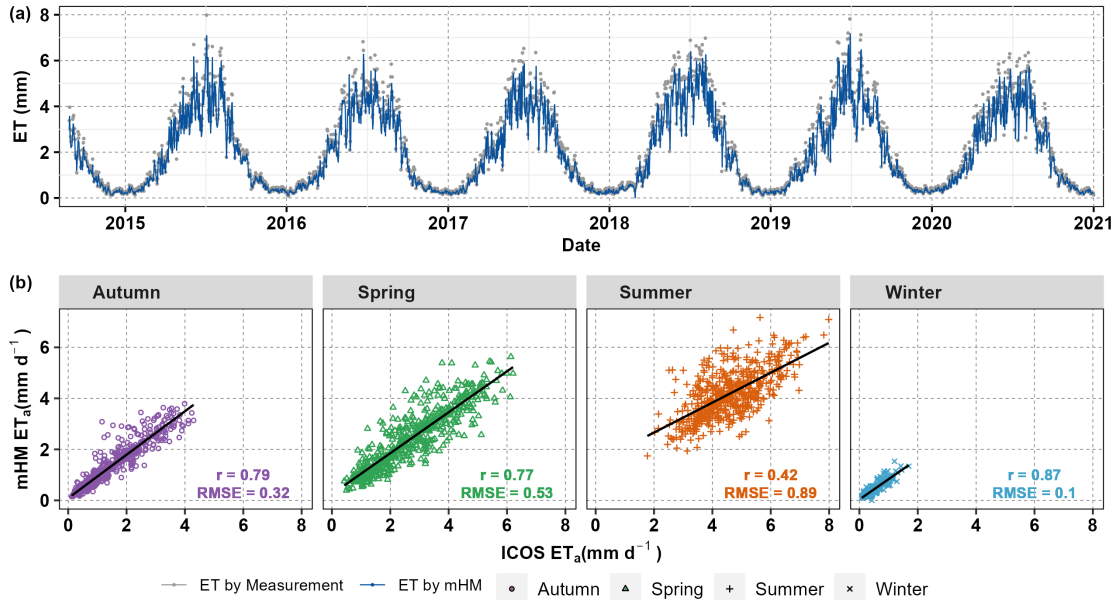 (a)
8
6
4
2
0
ET (mm)
2015 2016 2017 2018 2019 2020 2021
Date
(b)
Autumn Spring Summer Winter
mHM ETa(mm d−1)
6
4
2
0
r = 0.79
RMSE = 0.32
r = 0.77
RMSE = 0.53
r = 0.42
RMSE = 0.89
r = 0.87
RMSE = 0.1
0 2 4 6 8 0 2 4 6 8 0 2 4 6 8 0 2 4 6 8
ICOS ETa(mm d−1)
ET by Measurement ET by mHM Autumn Spring Summer Winter